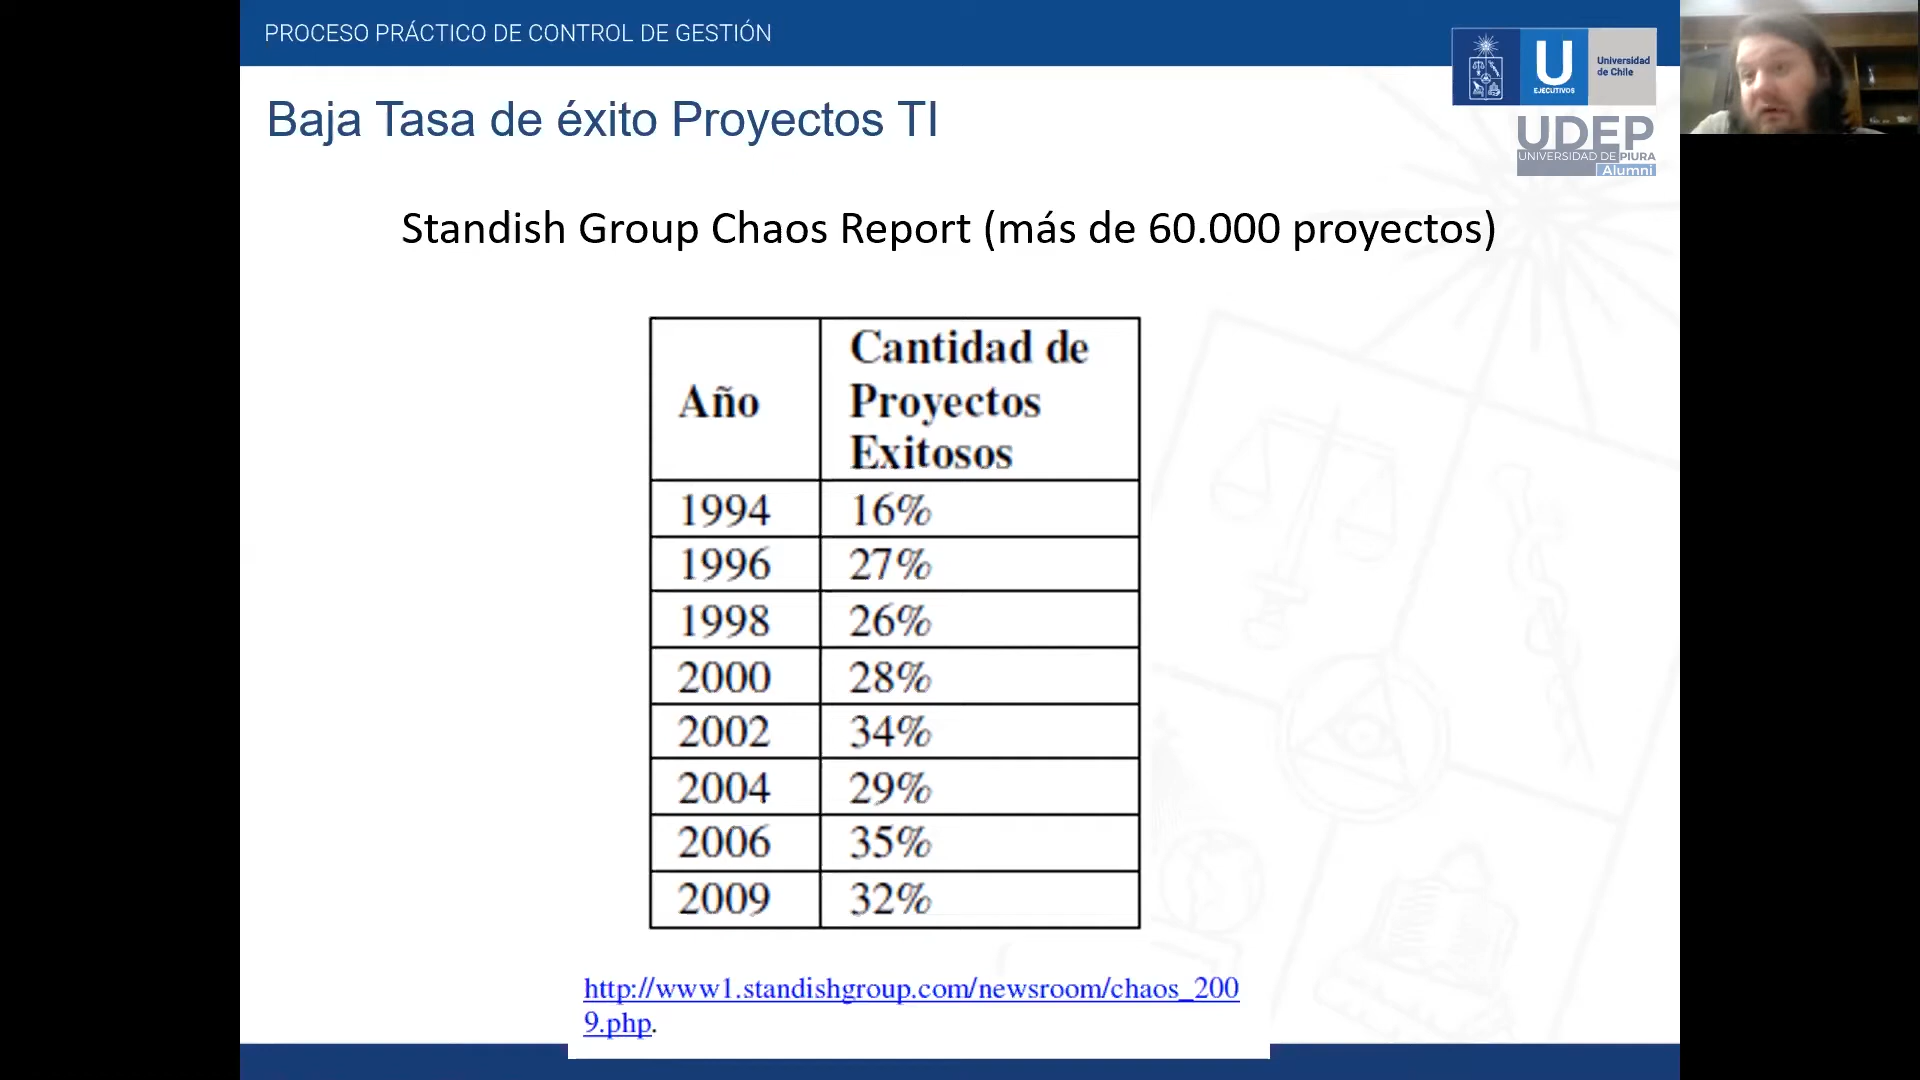 PROCESO PRÁCTICO DE CONTROL DE GESTIÓN
U
EJECUTIVOS
Universidad
de Chile
UDEP
UNIVERSIDAD DE PIURA
Alumni
Baja Tasa de éxito Proyectos TI
Standish Group Chaos Report (más de 60.000 proyectos)
Año Cantidad de
Proyectos
Exitosos
1994 16%
1996 27%
1998 26%
2000 28%
2002 34%
2004 29%
2006 35%
2009 32%
http://www1.standishgroup.com/newsroom/chaos_200
9.php.